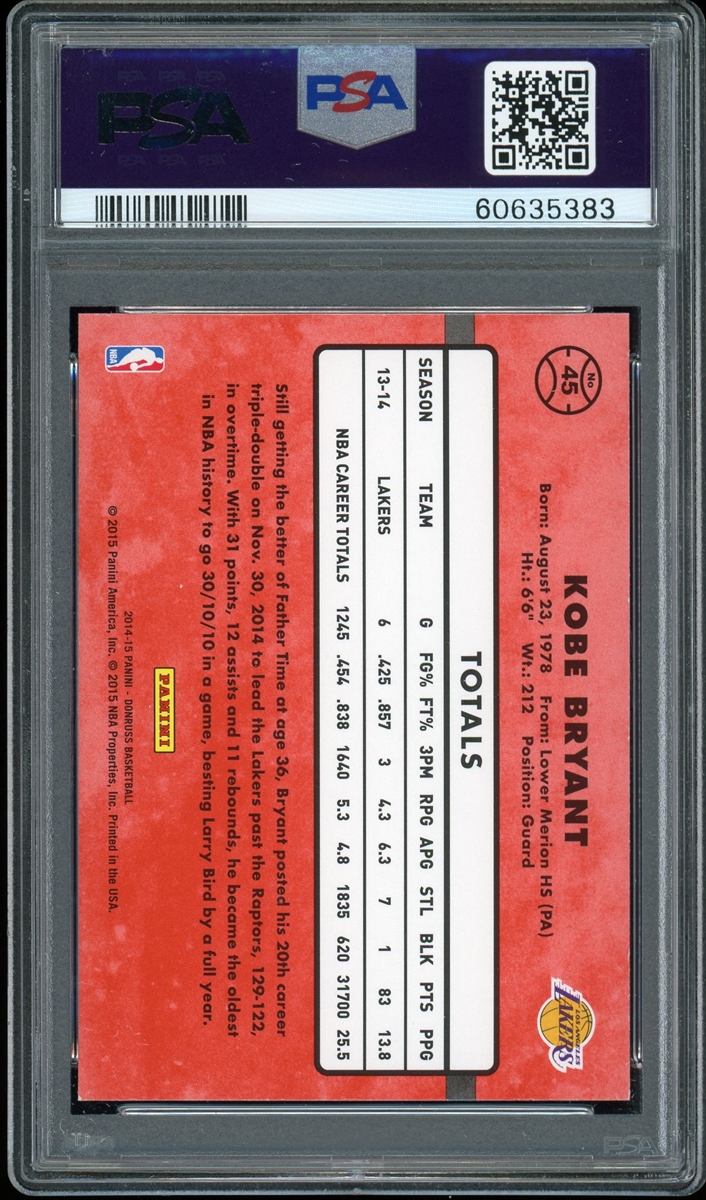 PSA
PSA
60635383
No
45
KOBE BRYANT
Born: August 23, 1978 From: Lower Merion HS (PA)
Ht.: 6'6" Wt.: 212 Position: Guard
LOS ANGELES
LAKERS
TOTALS
SEASON TEAM G FG% FT% 3PM RPG APG STL BLK PTS PPG
13-14 LAKERS 6 .425 .857 3 4.3 6.3 7 1 83 13.8
NBA CAREER TOTALS 1245 .454 .838 1640 5.3 4.8 1835 620 31700 25.5
Still getting the better of Father Time at age 36, Bryant posted his 20th career
triple-double on Nov. 30, 2014 to lead the Lakers past the Raptors, 129-122,
in overtime. With 31 points, 12 assists and 11 rebounds, he became the oldest
in NBA history to go 30/10/10 in a game, besting Larry Bird by a full year.
PANINI
NBA
2014-15 PANINI - DONRUSS BASKETBALL
© 2015 Panini America, Inc. © 2015 NBA Properties, Inc. Printed in the USA.
PSA